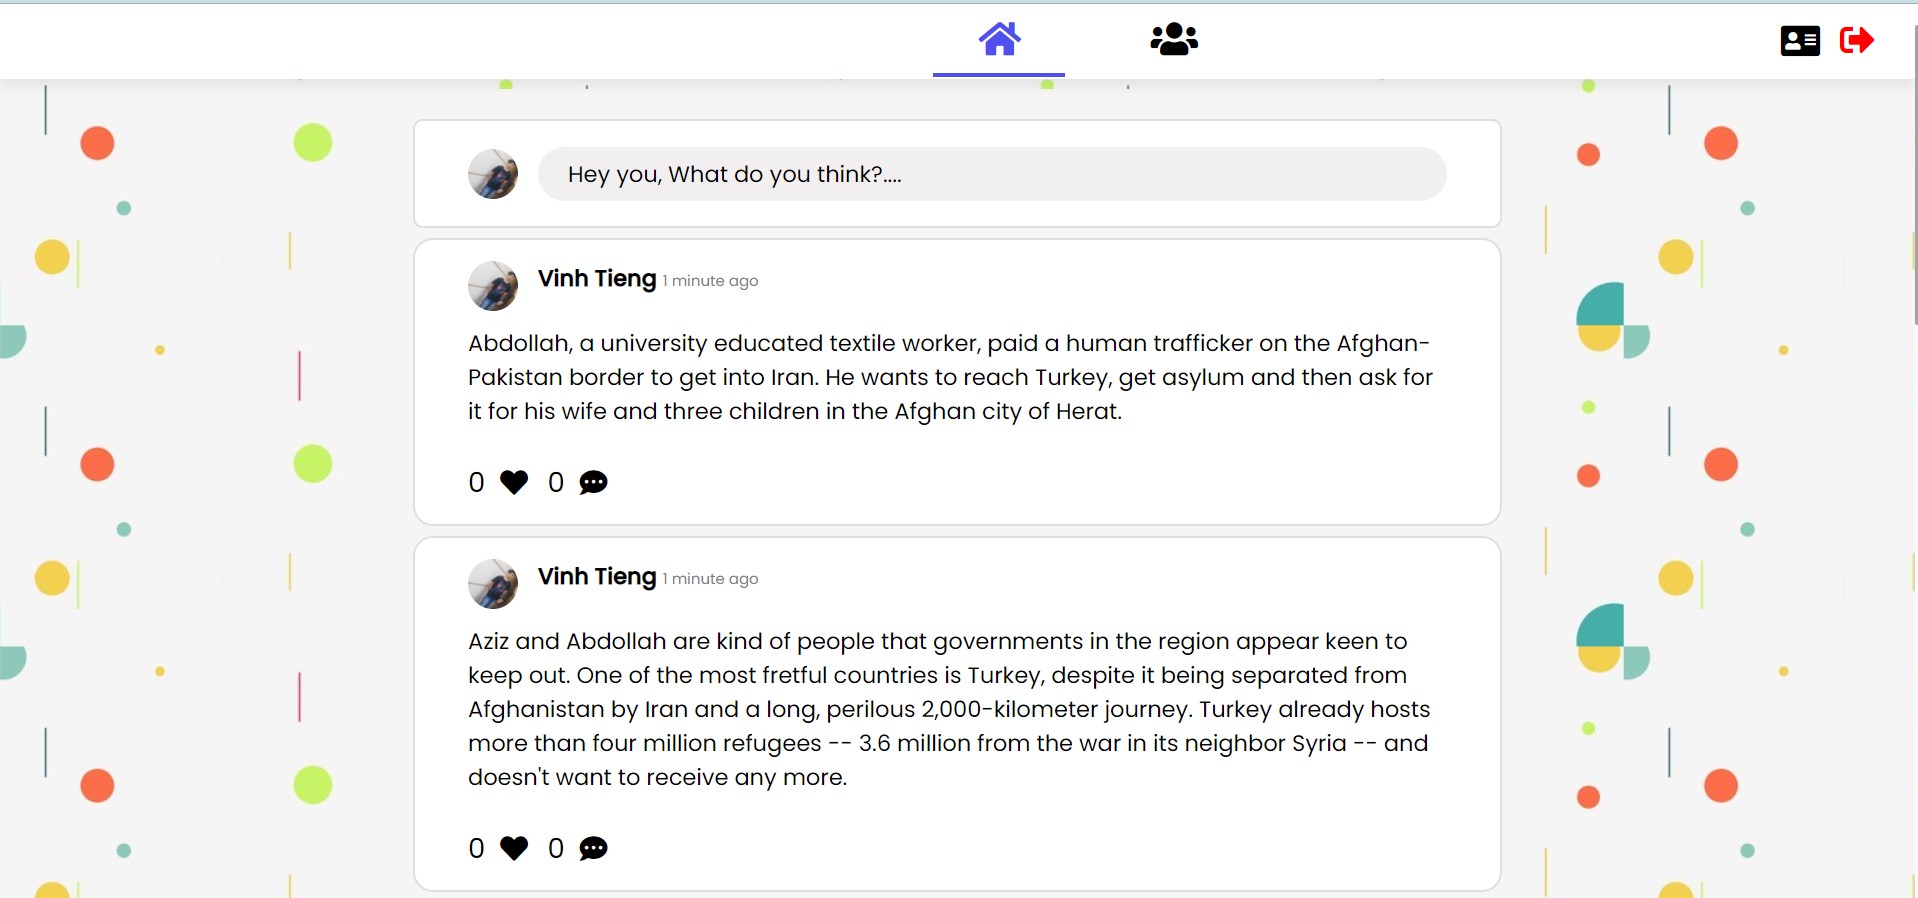 Hey you, What do you think?....
Vinh Tieng 1 minute ago
Abdollah, a university educated textile worker, paid a human trafficker on the Afghan-
Pakistan border to get into Iran. He wants to reach Turkey, get asylum and then ask for
it for his wife and three children in the Afghan city of Herat.
0 0
Vinh Tieng 1 minute ago
Aziz and Abdollah are kind of people that governments in the region appear keen to
keep out. One of the most fretful countries is Turkey, despite it being separated from
Afghanistan by Iran and a long, perilous 2,000-kilometer journey. Turkey already hosts
more than four million refugees -- 3.6 million from the war in its neighbor Syria -- and
doesn't want to receive any more.
0 0